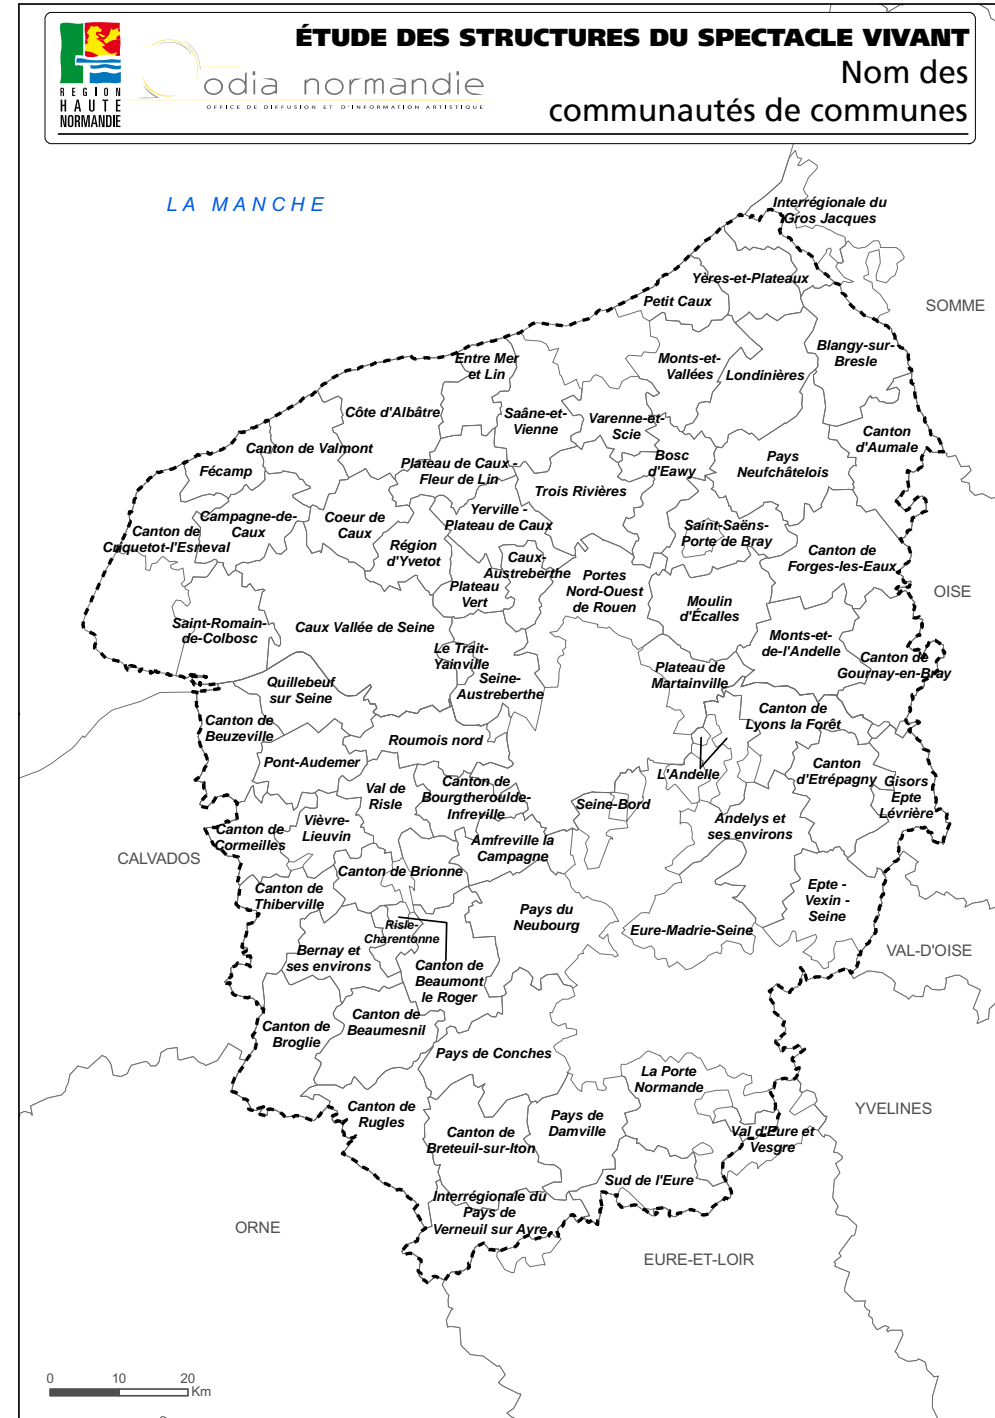 ÉTUDE DES STRUCTURES DU SPECTACLE VIVANT
Nom des
communautés de communes
REGION
HAUTE
NORMANDIE
odia normandie
OFFICE DE DIFFUSION ET D'INFORMATION ARTISTIQUE
LA MANCHE
Interrégionale du
Gros Jacques
Yères-et-Plateaux
Petit Caux
SOMME
Blangy-sur-
Bresle
Entre Mer
et Lin
Monts-et-
Vallées
Londinières
Côte d'Albâtre
Saâne-et-
Vienne
Varenne-et-
Scie
Canton
d'Aumale
Canton de Valmont
Fécamp
Plateau de Caux -
Fleur de Lin
Bosc
d'Eawy
Pays
Neufchâtelois
Trois Rivières
Canton de
Criquetot-l'Esneval
Campagne-de-
Caux
Coeur de
Caux
Yerville -
Plateau de Caux
Saint-Saëns-
Porte de Bray
Région
d'Yvetot
Caux-
Austreberthe
Canton de
Forges-les-Eaux
Plateau
Vert
Portes
Nord-Ouest
de Rouen
OISE
Moulin
d'Écalles
Saint-Romain-
de-Colbosc
Caux Vallée de Seine
Monts-et-
de-l'Andelle
Le Trait-
Yainville
Canton de
Gournay-en-Bray
Quillebeuf
sur Seine
Seine-
Austreberthe
Plateau de
Martainville
Canton de
Beuzeville
Canton de
Lyons la Forêt
Roumois nord
Pont-Audemer
L'Andelle
Canton
d'Etrépagny
Gisors
Epte
Lévrière
Val de
Risle
Canton de
Bourgtheroulde-
Infreville
Seine-Bord
Andelys et
ses environs
Vièvre-
Lieuvin
Canton de
Cormeilles
Amfreville la
Campagne
CALVADOS
Canton de Brionne
Canton de
Thiberville
Epte -
Vexin -
Seine
Pays du
Neubourg
Risle-
Charentonne
Eure-Madrie-Seine
Bernay et
ses environs
VAL-D'OISE
Canton de
Beaumont
le Roger
Canton de
Broglie
Canton de
Beaumesnil
Pays de Conches
La Porte
Normande
YVELINES
Canton de
Rugles
Pays de
Damville
Canton de
Breteuil-sur-Iton
Val d'Eure et
Vesgre
Sud de l'Eure
Interrégionale du
Pays de
Verneuil sur Avre
ORNE
EURE-ET-LOIR
0 10 20
Km